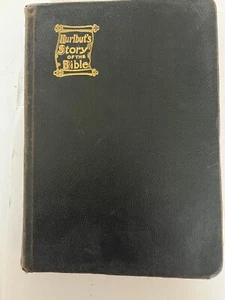 Hurlbut's
Story
OF THE
Bible